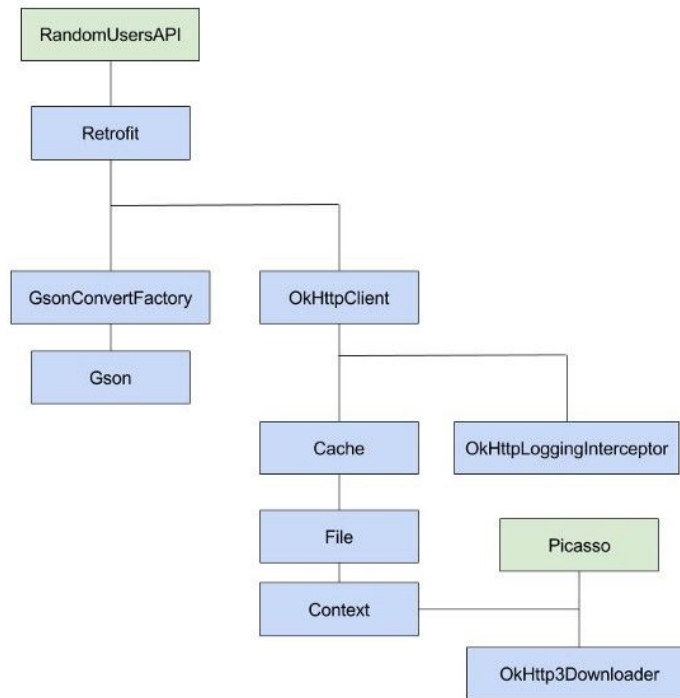 RandomUsersAPI
Retrofit
GsonConvertFactory
OkHttpClient
Gson
Cache
OkHttpLoggingInterceptor
File
Picasso
Context
OkHttp3Downloader